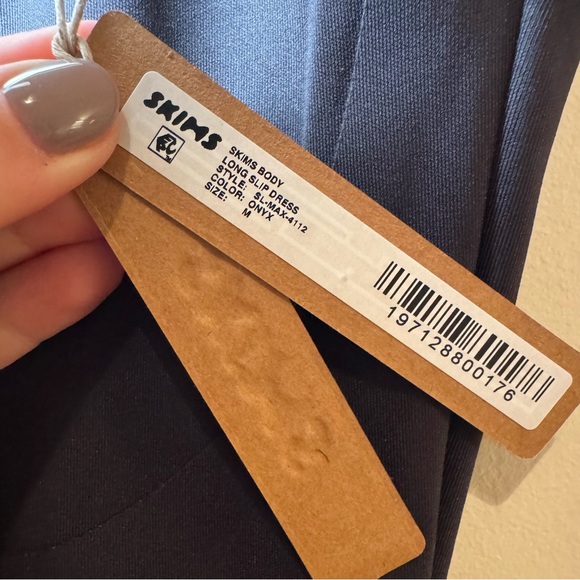 SKIMS
SKIMS BODY
LONG SLIP DRESS
STYLE: SL-MAX-4112
COLOR: ONYX
SIZE: M
197128800176